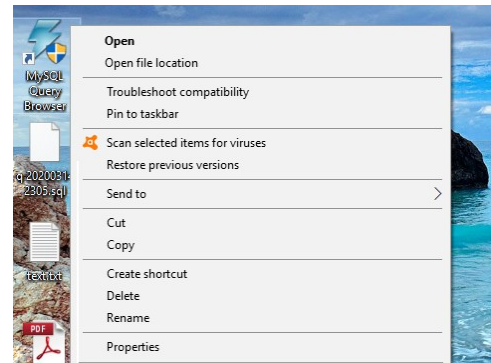 MySQL
Query
Browser
q 2020031
2305.sql
text.txt
PDF
Open
Open file location
Troubleshoot compatibility
Pin to taskbar
Scan selected items for viruses
Restore previous versions
Send to
Cut
Copy
Create shortcut
Delete
Rename
Properties